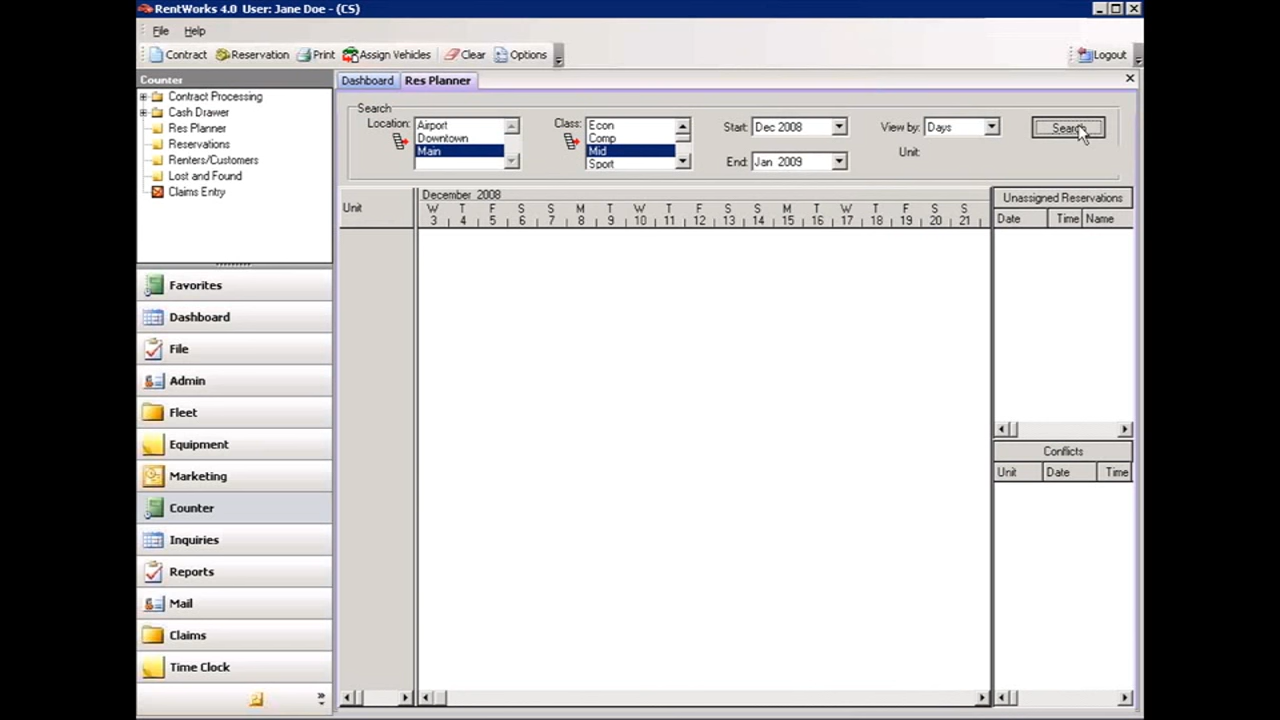 RentWorks 4.0 User: Jane Doe - (CS)
File Help
Contract Reservation Print Assign Vehicles Clear Options Logout
Counter
Contract Processing
Cash Drawer
Res Planner
Reservations
Renters/Customers
Lost and Found
Claims Entry
Favorites
Dashboard
File
Admin
Fleet
Equipment
Marketing
Counter
Inquiries
Reports
Mail
Claims
Time Clock
Dashboard Res Planner
Search
Location: Airport
Downtown
Main
Class: Econ
Comp
Mid
Sport
Start: Dec 2008
End: Jan 2009
View by: Days
Unit:
Search
Unit
December 2008
W T F S S M T W T F S S M T W T F S S
3 4 5 6 7 8 9 10 11 12 13 14 15 16 17 18 19 20 21
Unassigned Reservations
Date Time Name
Conflicts
Unit Date Time